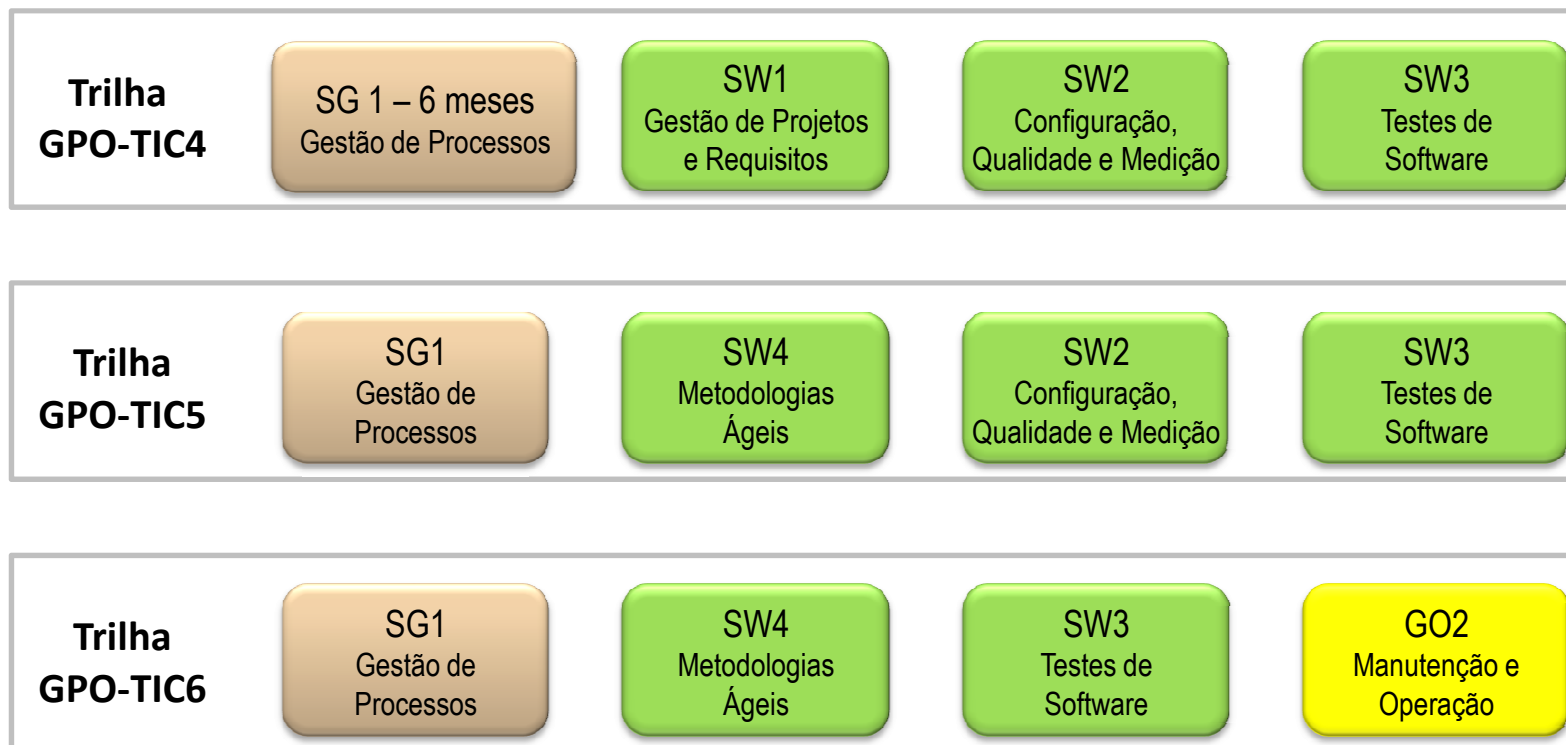 Trilha
GPO-TIC4
SG 1 – 6 meses
Gestão de Processos
SW1
Gestão de Projetos
e Requisitos
SW2
Configuração,
Qualidade e Medição
SW3
Testes de
Software
Trilha
GPO-TIC5
SG1
Gestão de
Processos
SW4
Metodologias
Ágeis
SW2
Configuração,
Qualidade e Medição
SW3
Testes de
Software
Trilha
GPO-TIC6
SG1
Gestão de
Processos
SW4
Metodologias
Ágeis
SW3
Testes de
Software
GO2
Manutenção e
Operação